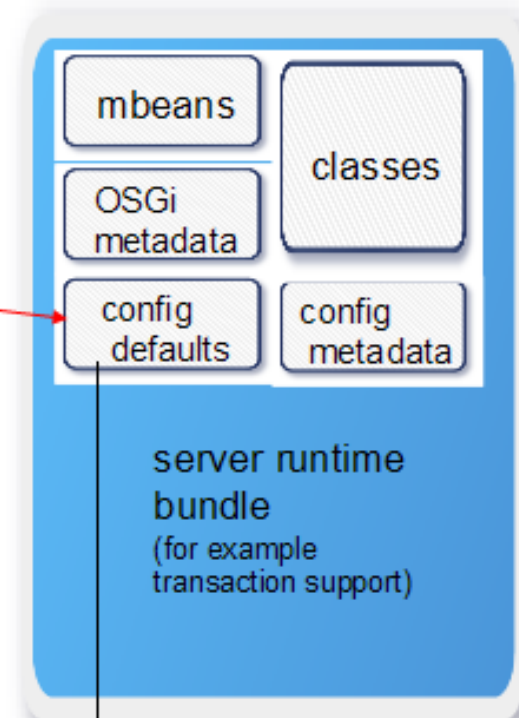 mbeans
classes
OSGi
metadata
config
defaults
config
metadata
server runtime
bundle
(for example
transaction support)